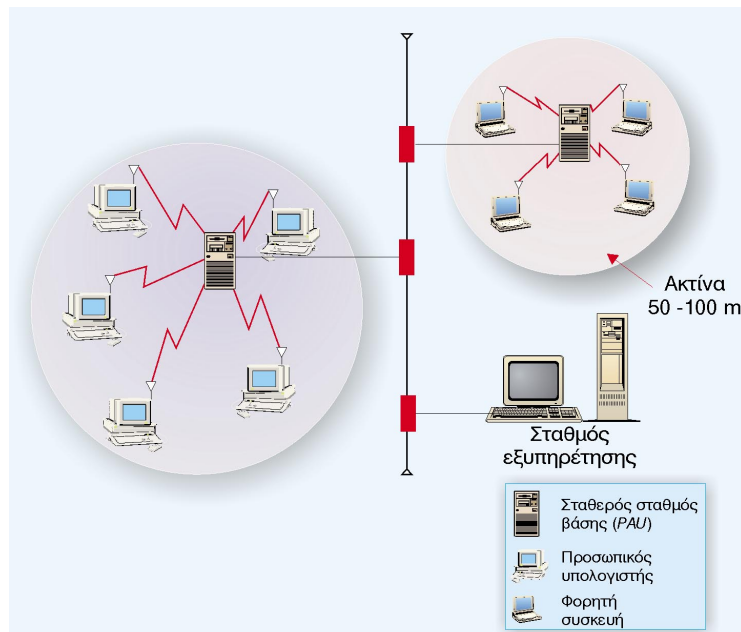 Ακτίνα
50 -100 m
Σταθμός
εξυπηρέτησης
Σταθερός σταθμός
βάσης (PAU)
Προσωπικός
υπολογιστής
Φορητή
συσκευή